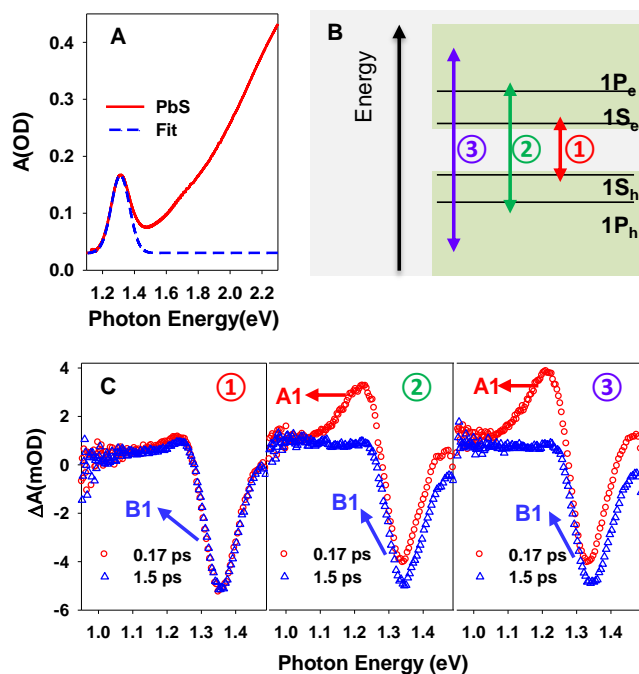 A
A(OD)
0.4
0.3
0.2
0.1
0.0
PbS
Fit
1.2 1.4 1.6 1.8 2.0 2.2
Photon Energy(eV)
B
Energy
1Pe
1Se
③ ② ①
1Sh
1Ph
C
ΔA(mOD)
4
2
0
-2
-4
-6
①
B1
0.17 ps
1.5 ps
1.0 1.1 1.2 1.3 1.4
②
A1
B1
0.17 ps
1.5 ps
1.0 1.1 1.2 1.3 1.4
③
A1
B1
0.17 ps
1.5 ps
1.0 1.1 1.2 1.3 1.4
Photon Energy (eV)